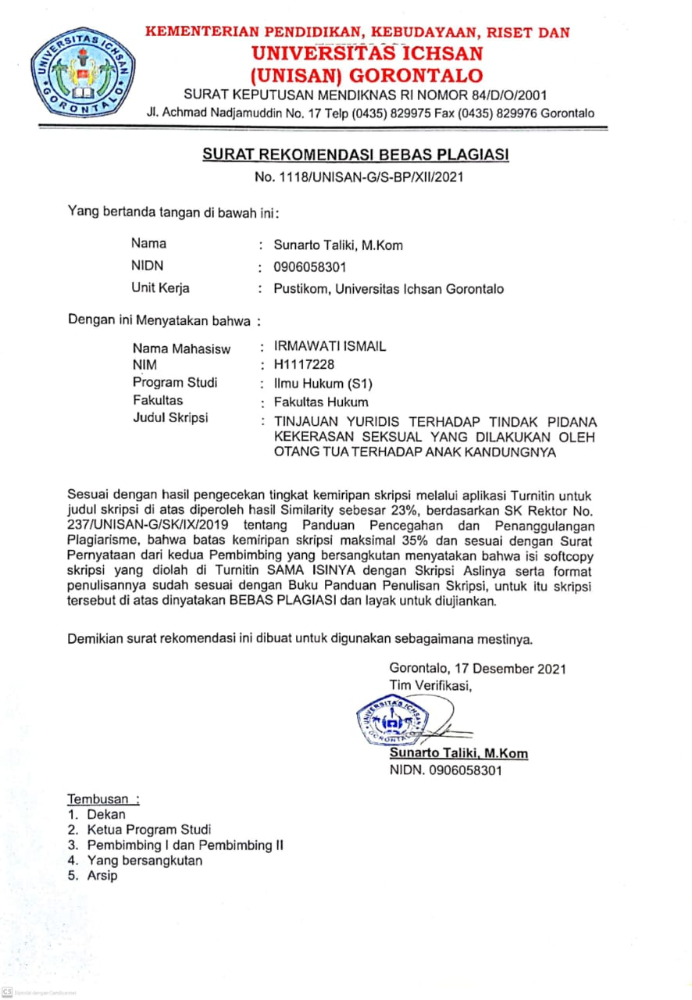 UNIVERSITAS ICHSAN
GORONTALO
KEMENTERIAN PENDIDIKAN, KEBUDAYAAN, RISET DAN
UNIVERSITAS ICHSAN
(UNISAN) GORONTALO
SURAT KEPUTUSAN MENDIKNAS RI NOMOR 84/D/O/2001
Jl. Achmad Nadjamuddin No. 17 Telp (0435) 829975 Fax (0435) 829976 Gorontalo
SURAT REKOMENDASI BEBAS PLAGIASI
No. 1118/UNISAN-G/S-BP/XII/2021
Yang bertanda tangan di bawah ini :
Nama : Sunarto Taliki, M.Kom
NIDN : 0906058301
Unit Kerja : Pustikom, Universitas Ichsan Gorontalo
Dengan ini Menyatakan bahwa :
Nama Mahasisw : IRMAWATI ISMAIL
NIM : H1117228
Program Studi : Ilmu Hukum (S1)
Fakultas : Fakultas Hukum
Judul Skripsi : TINJAUAN YURIDIS TERHADAP TINDAK PIDANA
KEKERASAN SEKSUAL YANG DILAKUKAN OLEH
OTANG TUA TERHADAP ANAK KANDUNGNYA
Sesuai dengan hasil pengecekan tingkat kemiripan skripsi melalui aplikasi Turnitin untuk
judul skripsi di atas diperoleh hasil Similarity sebesar 23%, berdasarkan SK Rektor No.
237/UNISAN-G/SK/IX/2019 tentang Panduan Pencegahan dan Penanggulangan
Plagiarisme, bahwa batas kemiripan skripsi maksimal 35% dan sesuai dengan Surat
Pernyataan dari kedua Pembimbing yang bersangkutan menyatakan bahwa isi softcopy
skripsi yang diolah di Turnitin SAMA ISINYA dengan Skripsi Aslinya serta format
penulisannya sudah sesuai dengan Buku Panduan Penulisan Skripsi, untuk itu skripsi
tersebut di atas dinyatakan BEBAS PLAGIASI dan layak untuk diujiankan.
Demikian surat rekomendasi ini dibuat untuk digunakan sebagaimana mestinya.
Gorontalo, 17 Desember 2021
Tim Verifikasi,
UNIVERSITAS ICHSAN
GORONTALO
Sunarto Taliki, M.Kom
NIDN. 0906058301
Tembusan :
1. Dekan
2. Ketua Program Studi
3. Pembimbing I dan Pembimbing II
4. Yang bersangkutan
5. Arsip
CS Dipindai dengan CamScanner